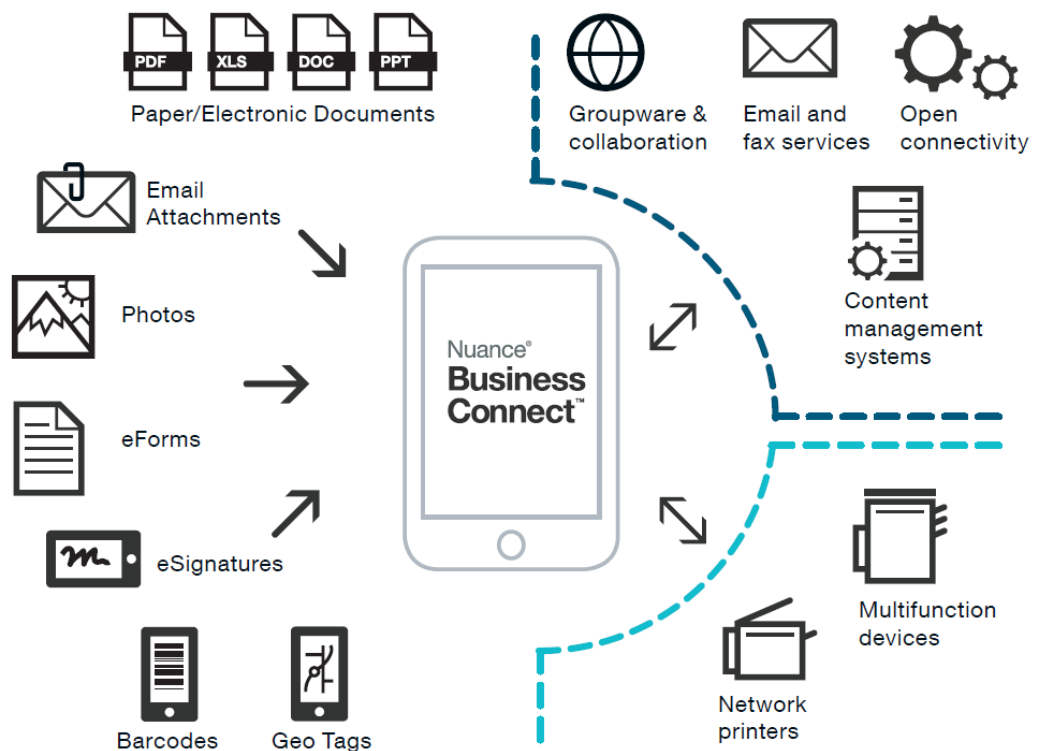 PDF XLS DOC PPT
Paper/Electronic Documents
Groupware &
collaboration
Email and
fax services
Open
connectivity
Email
Attachments
Photos
eForms
eSignatures
Barcodes
Geo Tags
Nuance®
Business
Connect™
Content
management
systems
Multifunction
devices
Network
printers